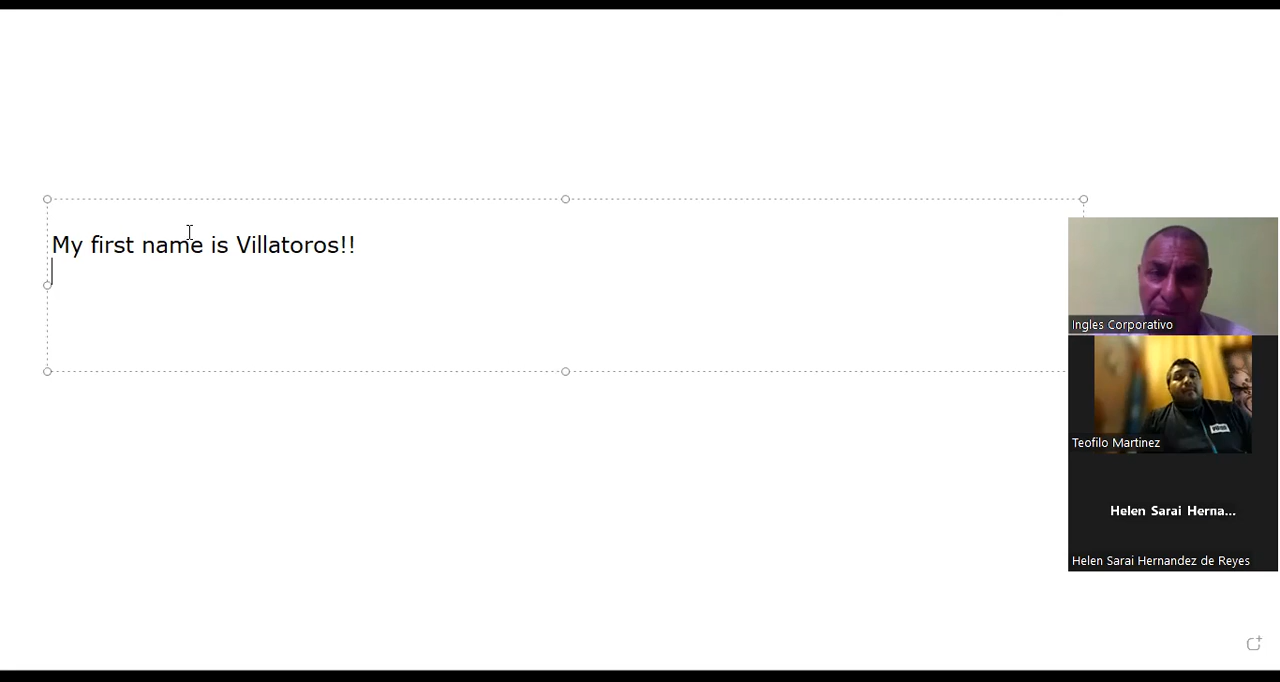 My first name is Villatoros!!
Ingles Corporativo
Teofilo Martinez
Helen Sarai Herna...
Helen Sarai Hernandez de Reyes